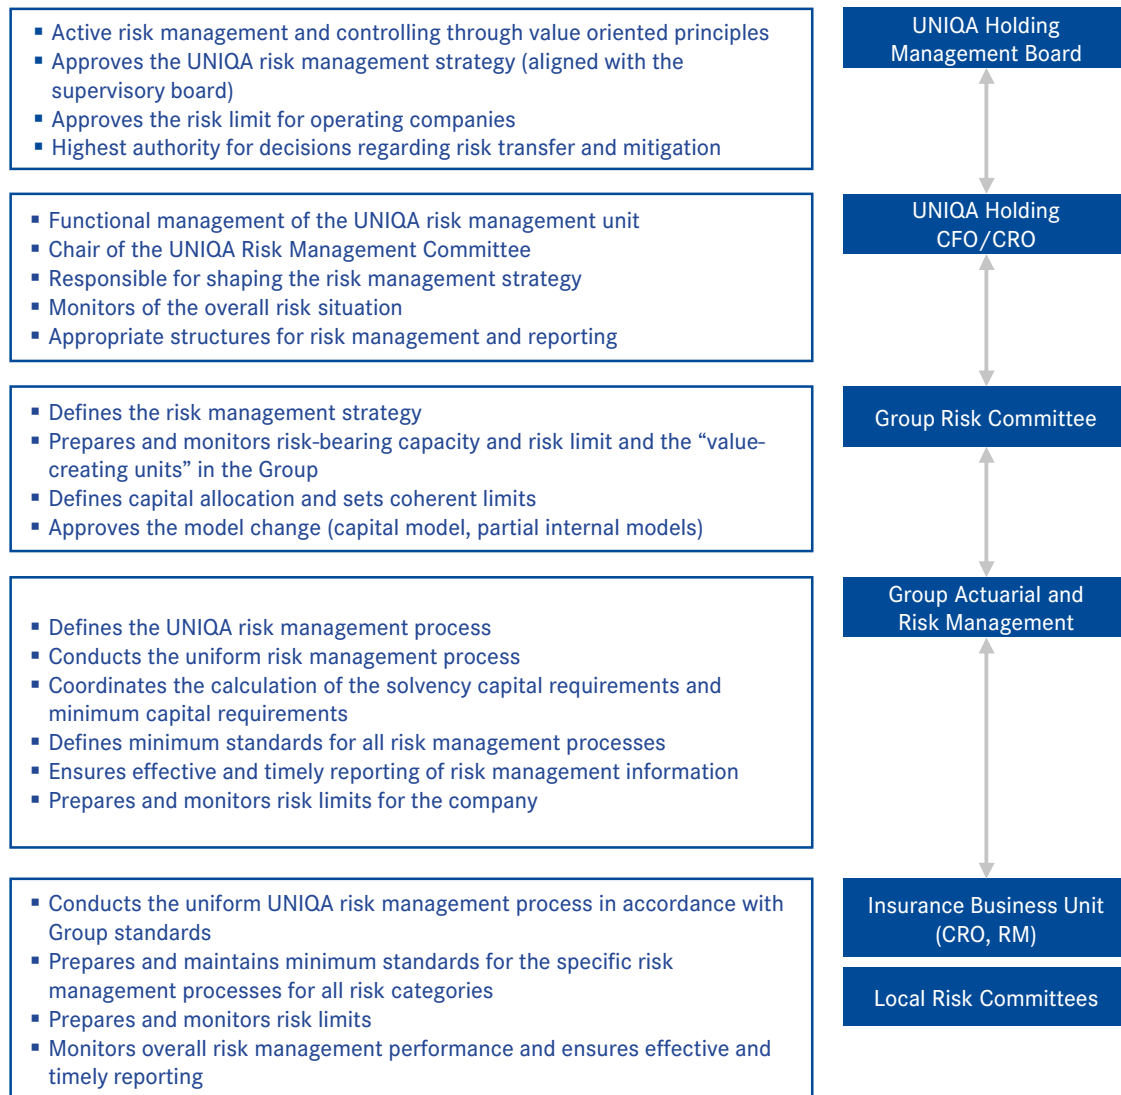 ▪ Active risk management and controlling through value oriented principles
▪ Approves the UNIQA risk management strategy (aligned with the
supervisory board)
▪ Approves the risk limit for operating companies
▪ Highest authority for decisions regarding risk transfer and mitigation
UNIQA Holding
Management Board
▪ Functional management of the UNIQA risk management unit
▪ Chair of the UNIQA Risk Management Committee
▪ Responsible for shaping the risk management strategy
▪ Monitors of the overall risk situation
▪ Appropriate structures for risk management and reporting
UNIQA Holding
CFO/CRO
▪ Defines the risk management strategy
▪ Prepares and monitors risk-bearing capacity and risk limit and the “value-
creating units” in the Group
▪ Defines capital allocation and sets coherent limits
▪ Approves the model change (capital model, partial internal models)
Group Risk Committee
▪ Defines the UNIQA risk management process
▪ Conducts the uniform risk management process
▪ Coordinates the calculation of the solvency capital requirements and
minimum capital requirements
▪ Defines minimum standards for all risk management processes
▪ Ensures effective and timely reporting of risk management information
▪ Prepares and monitors risk limits for the company
Group Actuarial and
Risk Management
▪ Conducts the uniform UNIQA risk management process in accordance with
Group standards
▪ Prepares and maintains minimum standards for the specific risk
management processes for all risk categories
▪ Prepares and monitors risk limits
▪ Monitors overall risk management performance and ensures effective and
timely reporting
Insurance Business Unit
(CRO, RM)
Local Risk Committees